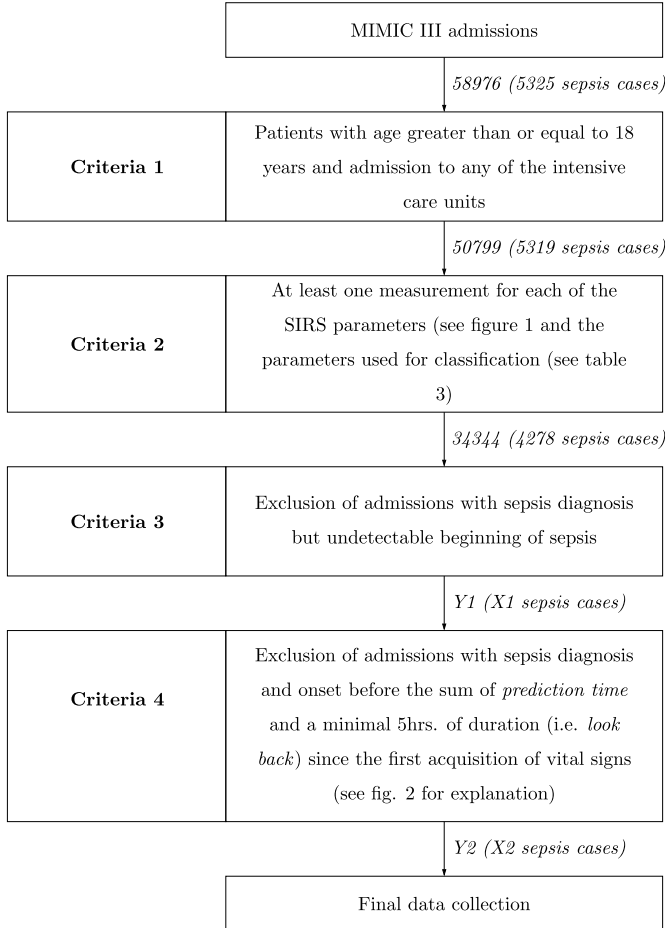 MIMIC III admissions
58976 (5325 sepsis cases)
Criteria 1
Patients with age greater than or equal to 18
years and admission to any of the intensive
care units
50799 (5319 sepsis cases)
Criteria 2
At least one measurement for each of the
SIRS parameters (see figure 1 and the
parameters used for classification (see table
3)
34344 (4278 sepsis cases)
Criteria 3
Exclusion of admissions with sepsis diagnosis
but undetectable beginning of sepsis
Y1 (X1 sepsis cases)
Criteria 4
Exclusion of admissions with sepsis diagnosis
and onset before the sum of prediction time
and a minimal 5hrs. of duration (i.e. look
back) since the first acquisition of vital signs
(see fig. 2 for explanation)
Y2 (X2 sepsis cases)
Final data collection